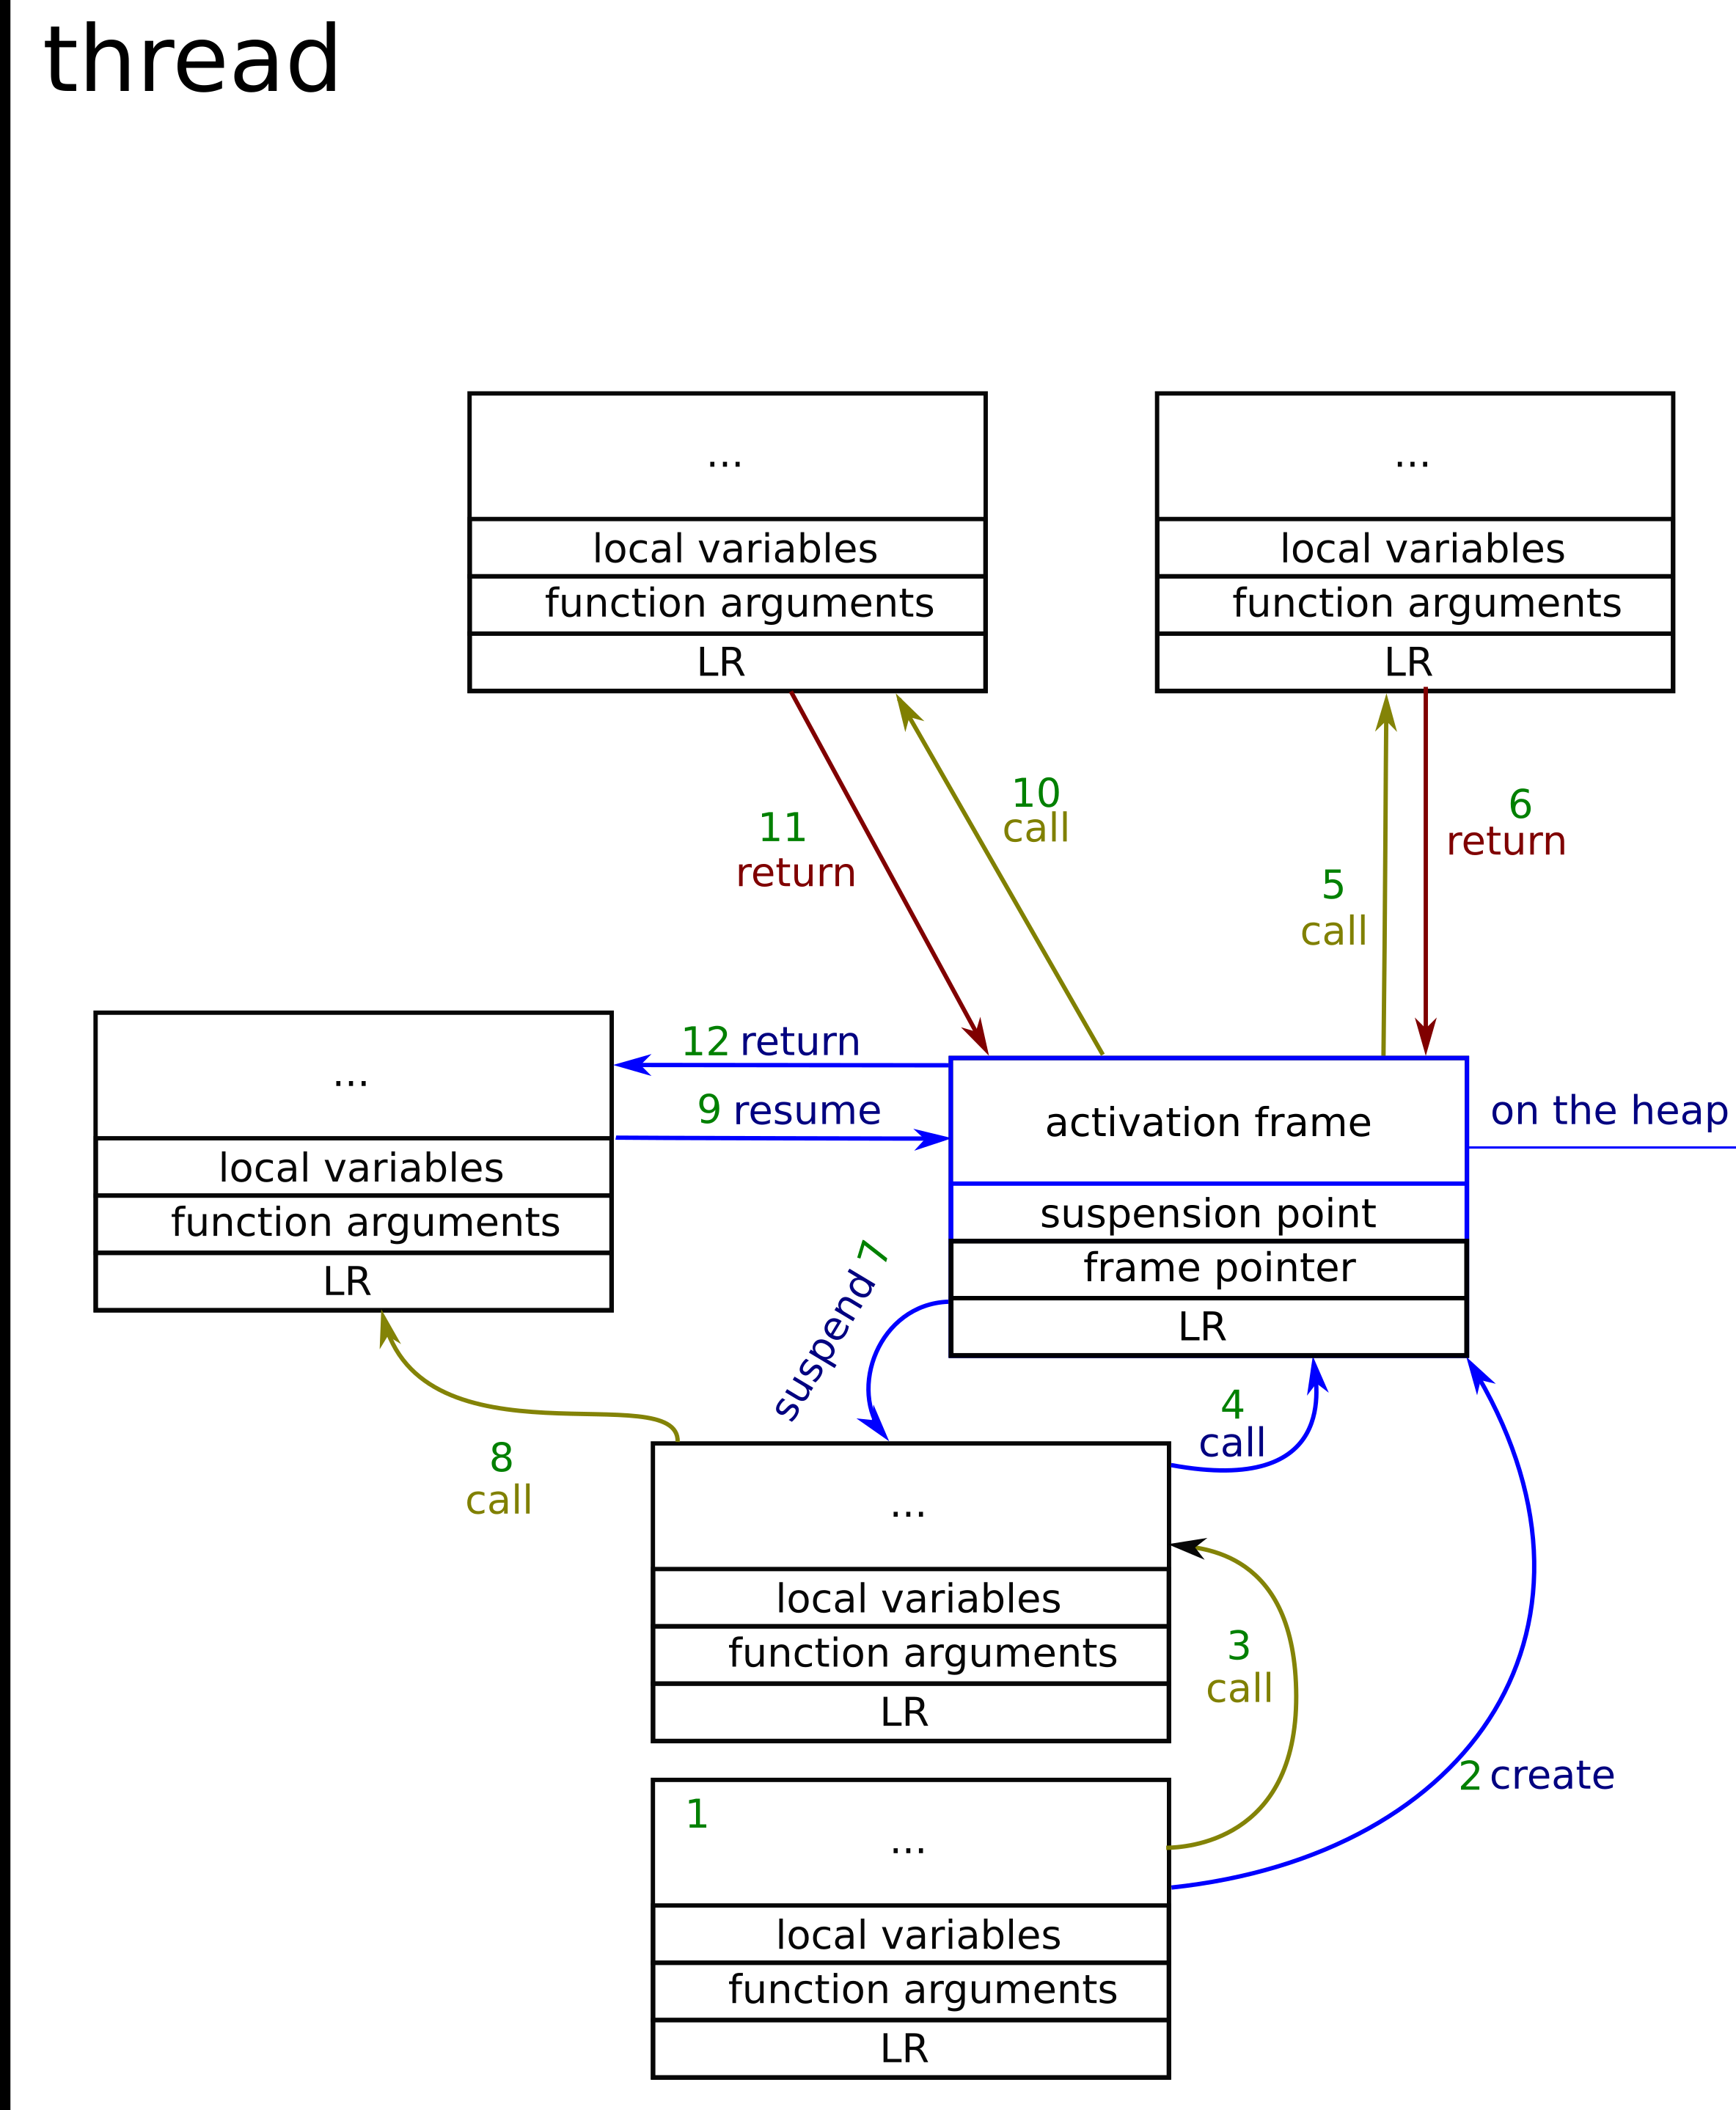 thread
...
local variables
function arguments
LR
...
local variables
function arguments
LR
10
call
11
return
6
return
5
call
12 return
9 resume
...
local variables
function arguments
LR
activation frame
suspension point
frame pointer
LR
on the heap
suspend 7
4
call
8
call
...
local variables
function arguments
LR
3
call
2 create
1
...
local variables
function arguments
LR